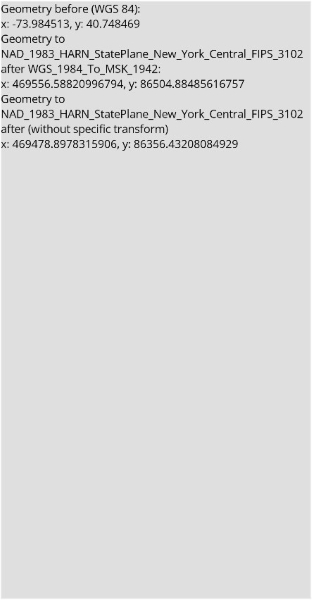 Geometry before (WGS 84):
x: -73.984513, y: 40.748469
Geometry to
NAD_1983_HARN_StatePlane_New_York_Central_FIPS_3102
after WGS_1984_To_MSK_1942:
x: 469556.58820996794, y: 86504.88485616757
Geometry to
NAD_1983_HARN_StatePlane_New_York_Central_FIPS_3102
after (without specific transform)
x: 469478.8978315906, y: 86356.43208084929